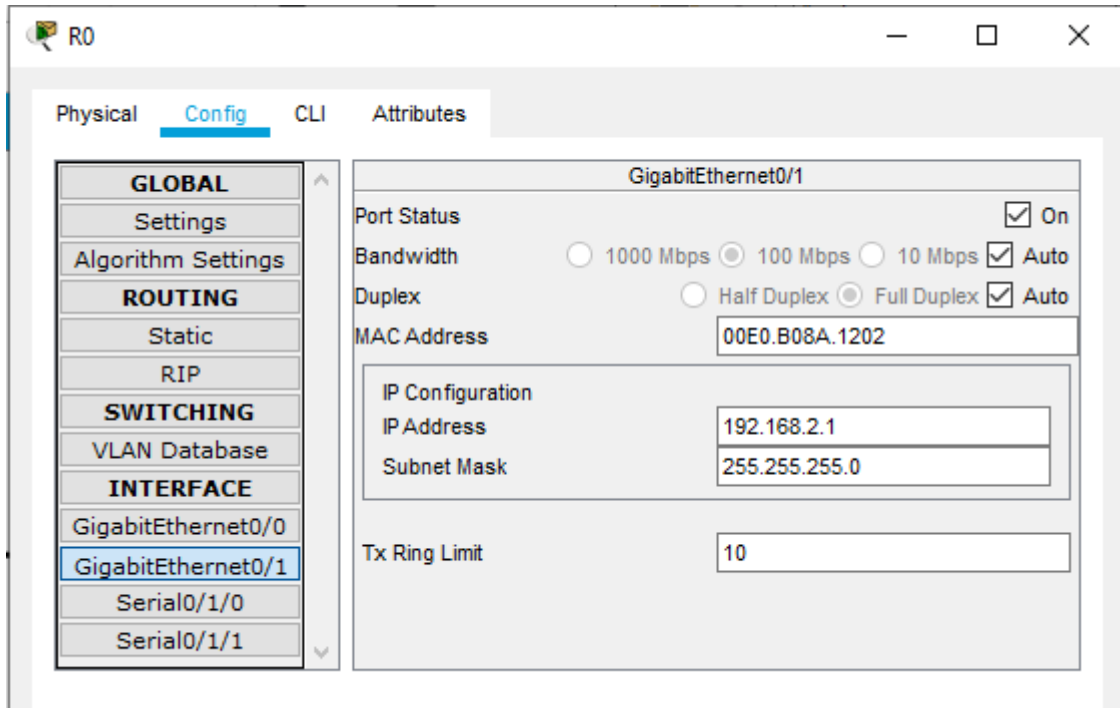 R0
Physical Config CLI Attributes
GLOBAL
Settings
Algorithm Settings
ROUTING
Static
RIP
SWITCHING
VLAN Database
INTERFACE
GigabitEthernet0/0
GigabitEthernet0/1
Serial0/1/0
Serial0/1/1
GigabitEthernet0/1
Port Status On
Bandwidth 1000 Mbps 100 Mbps 10 Mbps Auto
Duplex Half Duplex Full Duplex Auto
MAC Address 00E0.B08A.1202
IP Configuration
IP Address 192.168.2.1
Subnet Mask 255.255.255.0
Tx Ring Limit 10